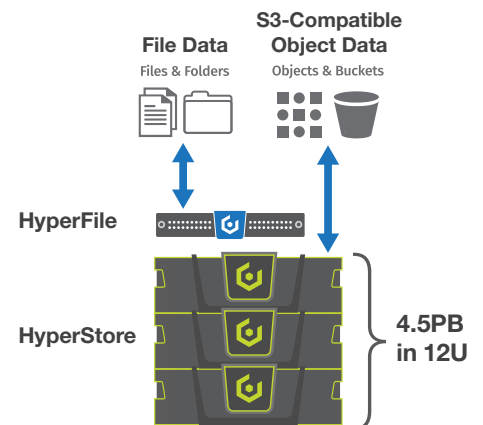 File Data
Files & Folders
S3-Compatible
Object Data
Objects & Buckets
HyperFile
HyperStore
4.5PB
in 12U